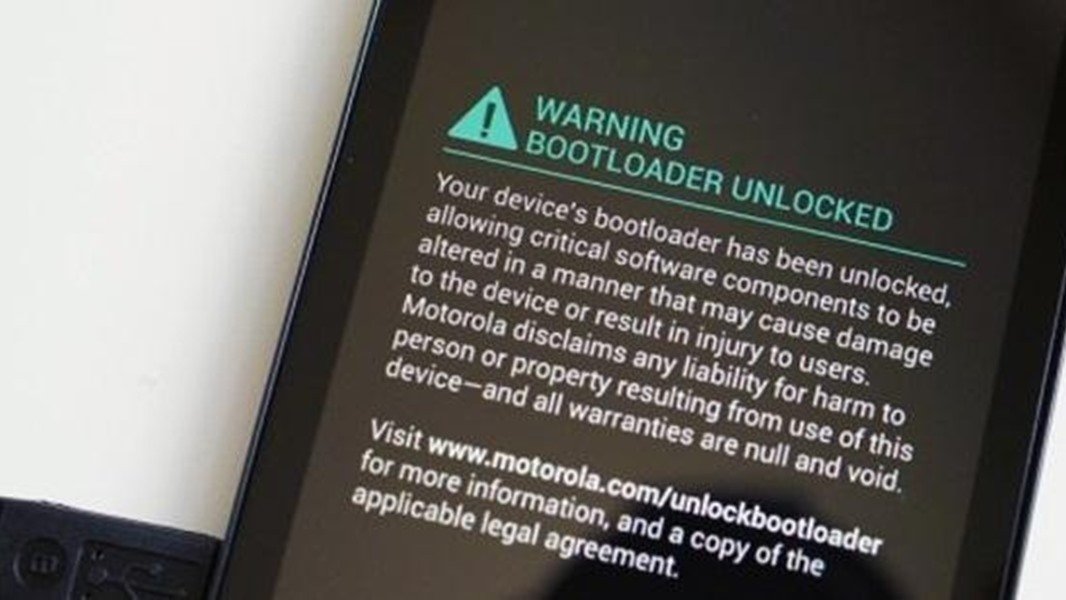 WARNING
BOOTLOADER UNLOCKED
Your device's bootloader has been unlocked,
allowing critical software components to be
altered in a manner that may cause damage
to the device or result in injury to users.
Motorola disclaims any liability for harm to
person or property resulting from use of this
device—and all warranties are null and void.
Visit www.motorola.com/unlockbootloader
for more information, and a copy of the
applicable legal agreement.